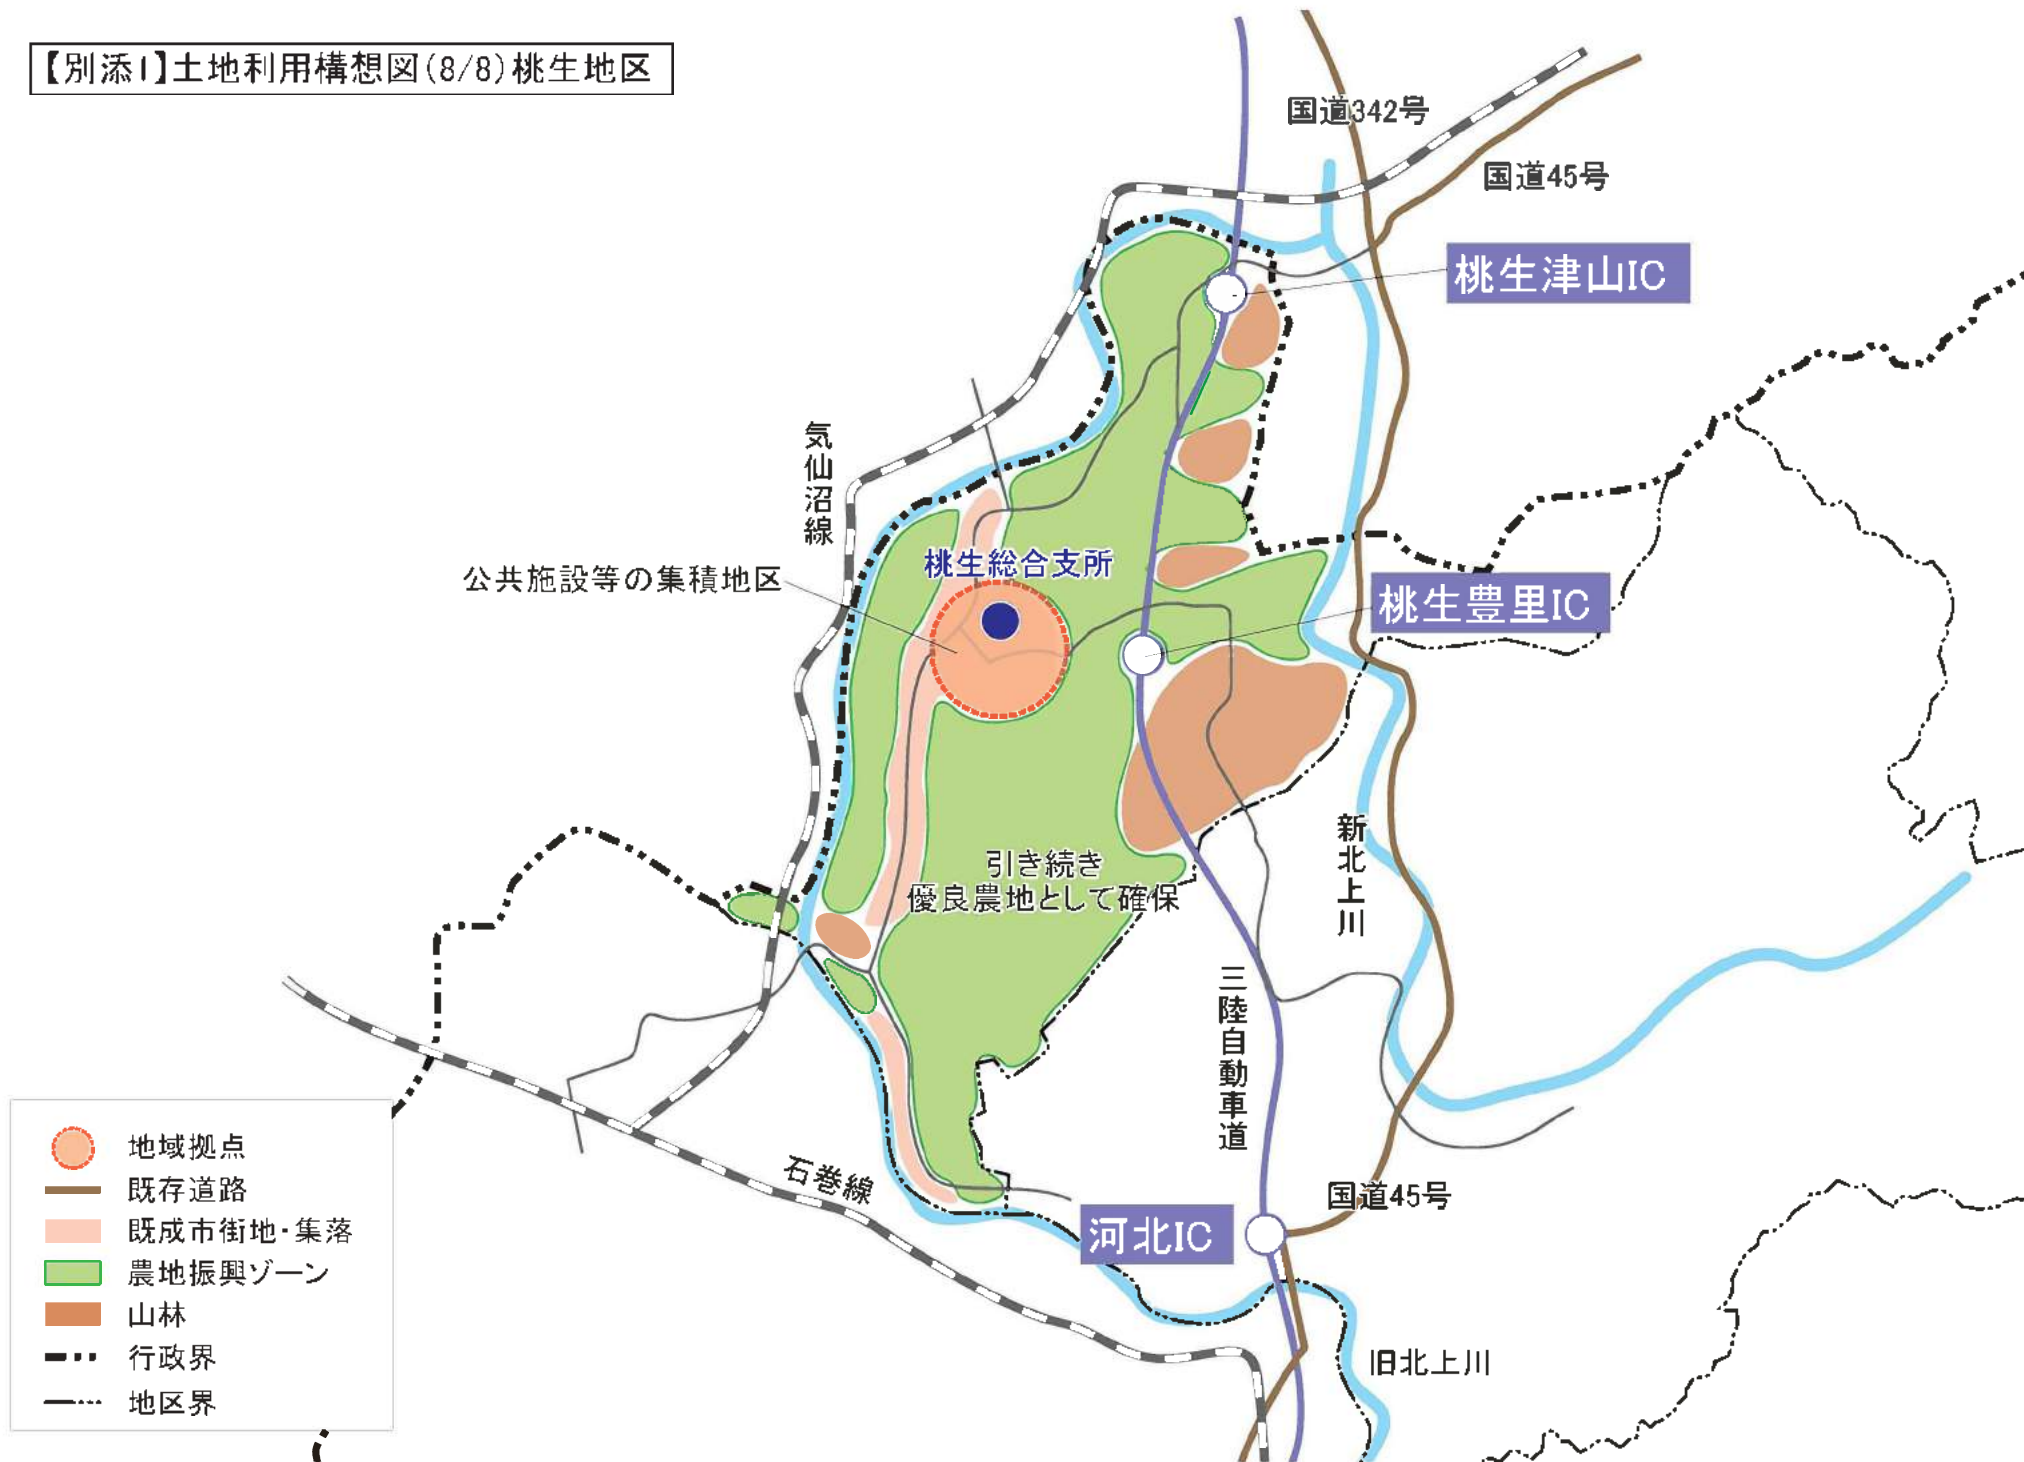 【別添1】土地利用構想図(8/8)桃生地区
国道342号
国道45号
桃生津山IC
気仙沼線
桃生総合支所
公共施設等の集積地区
桃生豊里IC
新北上川
引き続き
優良農地として確保
三陸自動車道
石巻線
国道45号
河北IC
旧北上川
地域拠点
既存道路
既成市街地・集落
農地振興ゾーン
山林
行政界
地区界